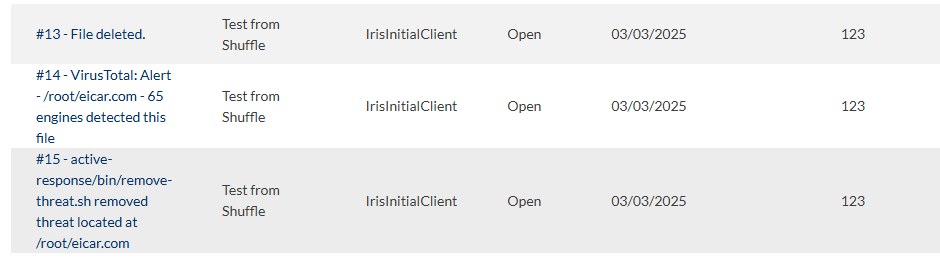 #13 - File deleted.
Test from
Shuffle
IrisInitialClient
Open
03/03/2025
123
#14 - VirusTotal: Alert
- /root/eicar.com - 65
engines detected this
file
Test from
Shuffle
IrisInitialClient
Open
03/03/2025
123
#15 - active-
response/bin/remove-
threat.sh removed
threat located at
/root/eicar.com
Test from
Shuffle
IrisInitialClient
Open
03/03/2025
123